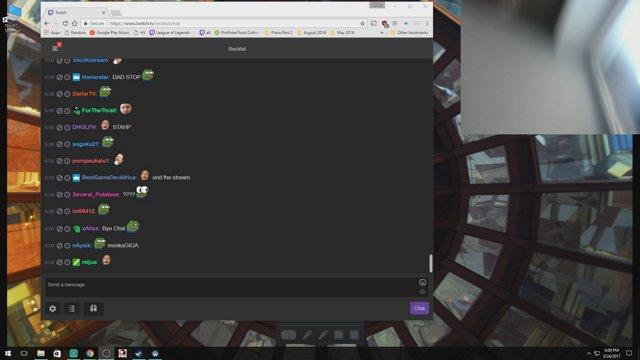 Twitch
Secure https://www.twitch.tv/reckful/chat
Apps Pandora Google Play Music HS League of Legends all ProPokerTools Online Piano Part 2 August 2016 May 2016 Other bookmarks
Reckful
6:00 SALIIKstream:
6:00 Honorstar: DAD STOP
6:00 DarlarTV:
6:00 ForTheThrall:
6:00 DHOLFH: STAHP
6:00 sogoku21:
6:00 poropeukalo1:
6:00 BestGameDevAfrica: end the stream
6:00 Several_Potatoes: ????
6:00 lol66412:
6:00 xAlisx: Bye Chat
6:00 nAysik: monkaGIGA
6:00 reijus:
Send a message
Chat
6:00 PM
3/24/2017